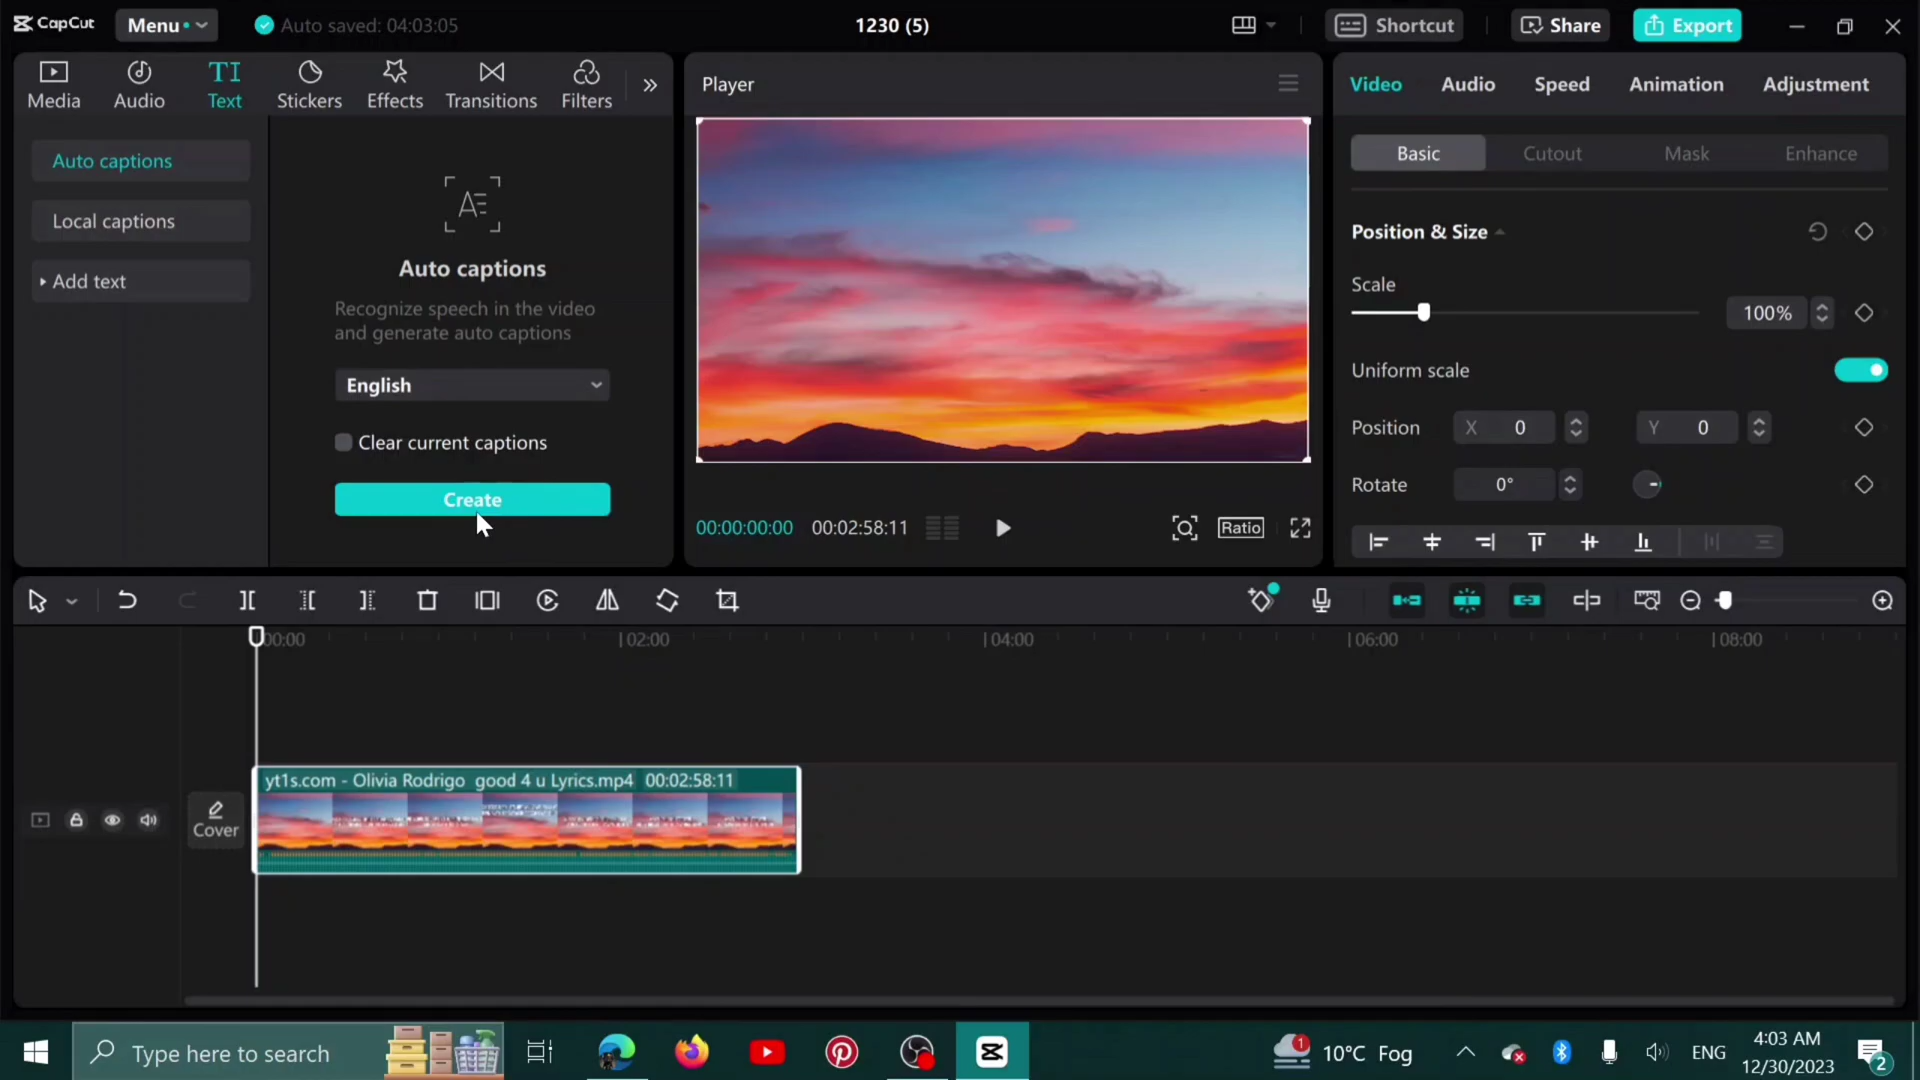 CapCut
Menu
Auto saved: 04:03:05
1230 (5)
Shortcut
Share
Export
Media
Audio
Text
Stickers
Effects
Transitions
Filters
Auto captions
Local captions
Add text
Auto captions
Recognize speech in the video
and generate auto captions
English
Clear current captions
Create
Player
00:00:00:00
00:02:58:11
Ratio
Video
Audio
Speed
Animation
Adjustment
Basic
Cutout
Mask
Enhance
Position & Size
Scale
100%
Uniform scale
Position
X 0
Y 0
Rotate
0°
00:00
02:00
04:00
06:00
08:00
yt1s.com - Olivia Rodrigo good 4 u Lyrics.mp4 00:02:58:11
Cover
Type here to search
1
10°C Fog
ENG
4:03 AM
12/30/2023
2